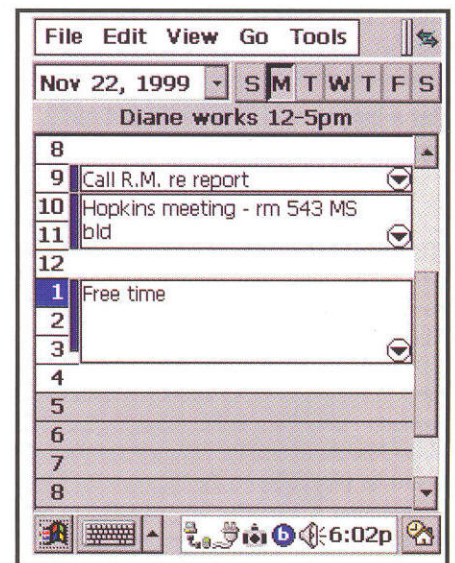 File Edit View Go Tools
Nov 22, 1999 S M T W T F S
Diane works 12-5pm
8
9 Call R.M. re report
10 Hopkins meeting - rm 543 MS
11 bld
12
1 Free time
2
3
4
5
6
7
8
b 6:02p